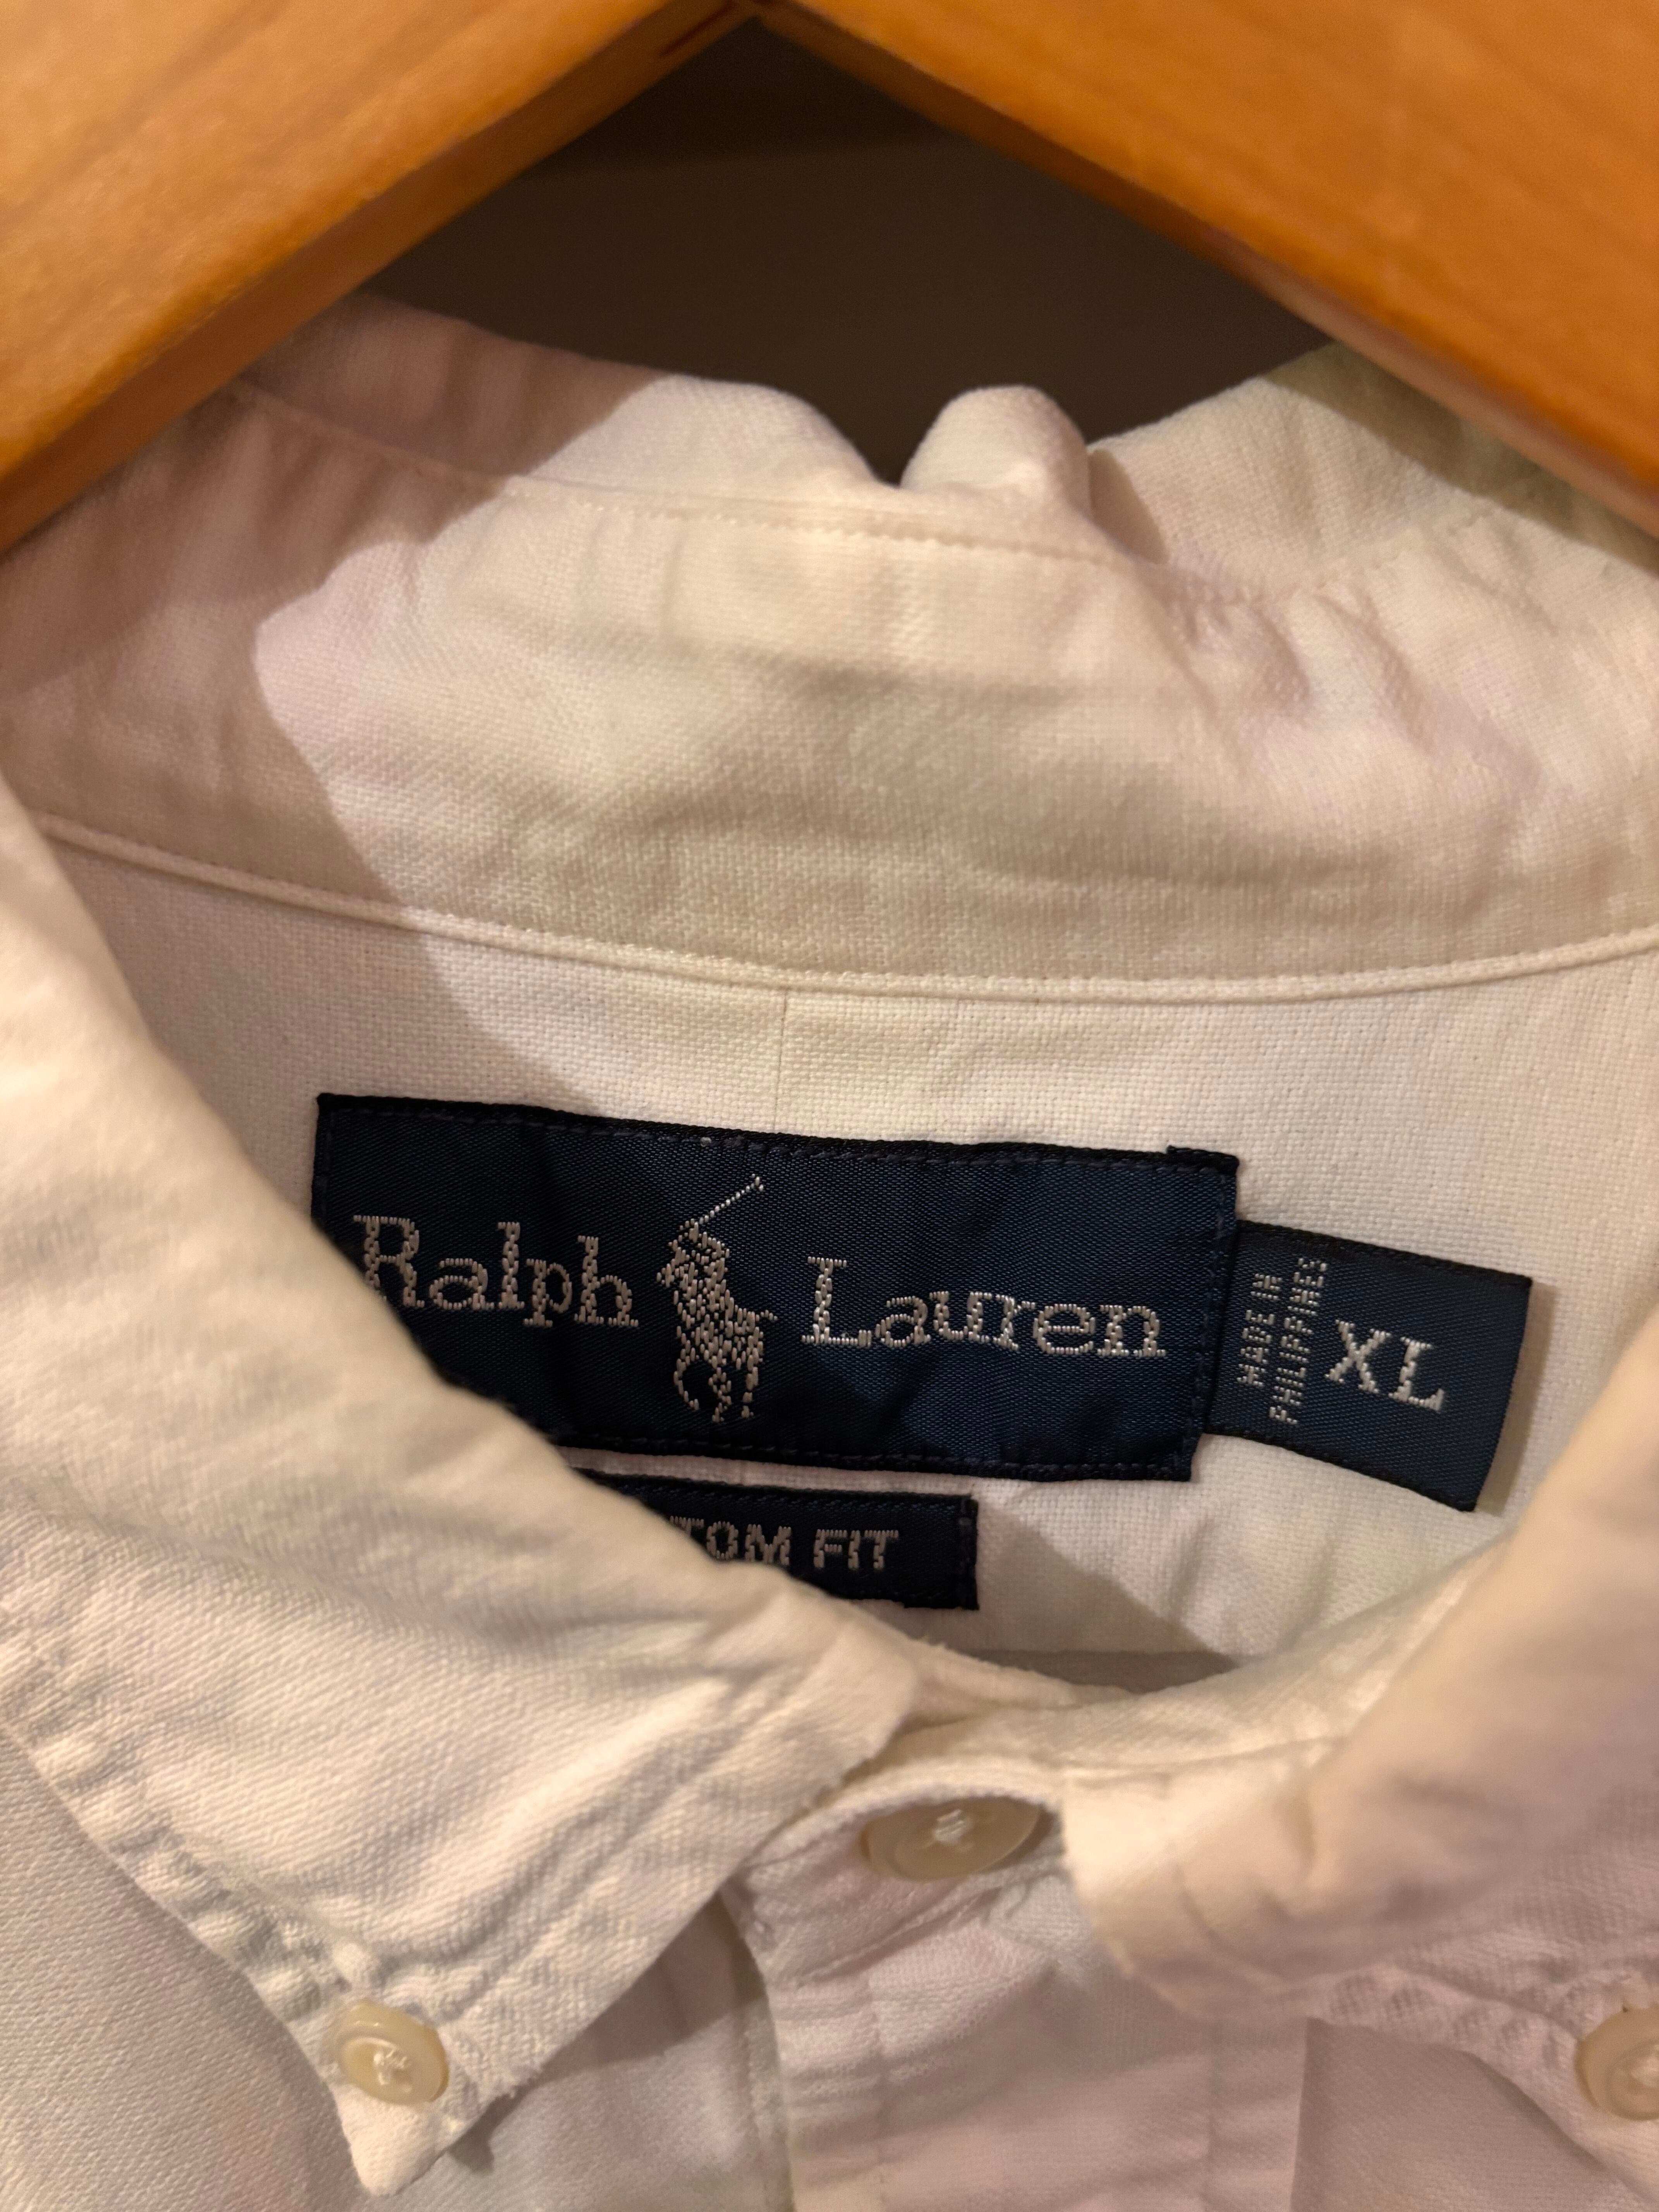 Ralph Lauren
MADE IN
PHILIPPINES
XL
TOM FIT